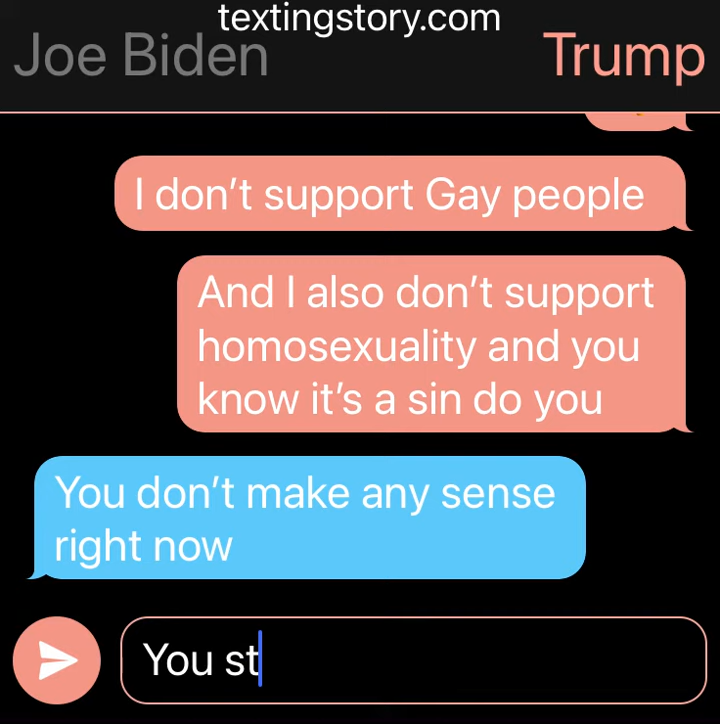 textingstory.com
Joe Biden
Trump
I don’t support Gay people
And I also don’t support
homosexuality and you
know it’s a sin do you
You don’t make any sense
right now
You st